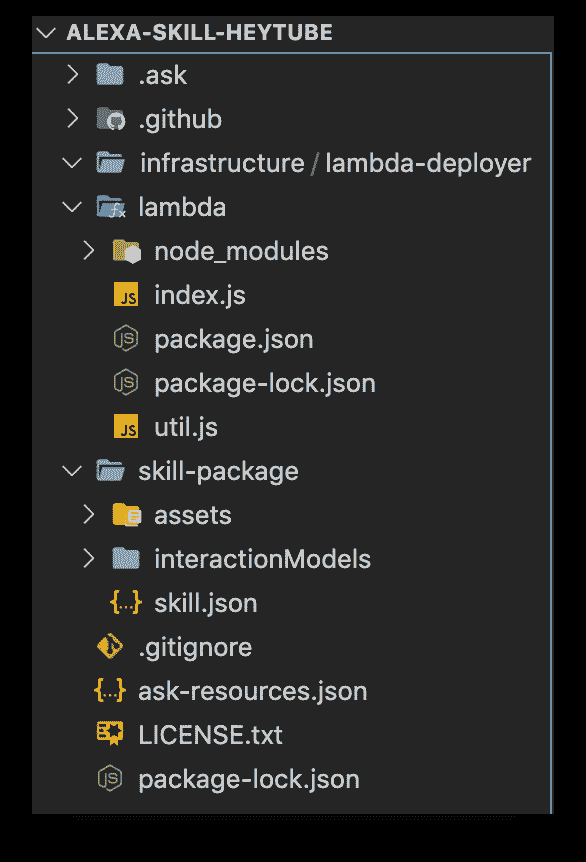 ALEXA-SKILL-HEYTUBE
.ask
.github
infrastructure / lambda-deployer
lambda
node_modules
JS index.js
package.json
package-lock.json
JS util.js
skill-package
assets
interactionModels
{...} skill.json
.gitignore
{...} ask-resources.json
LICENSE.txt
package-lock.json